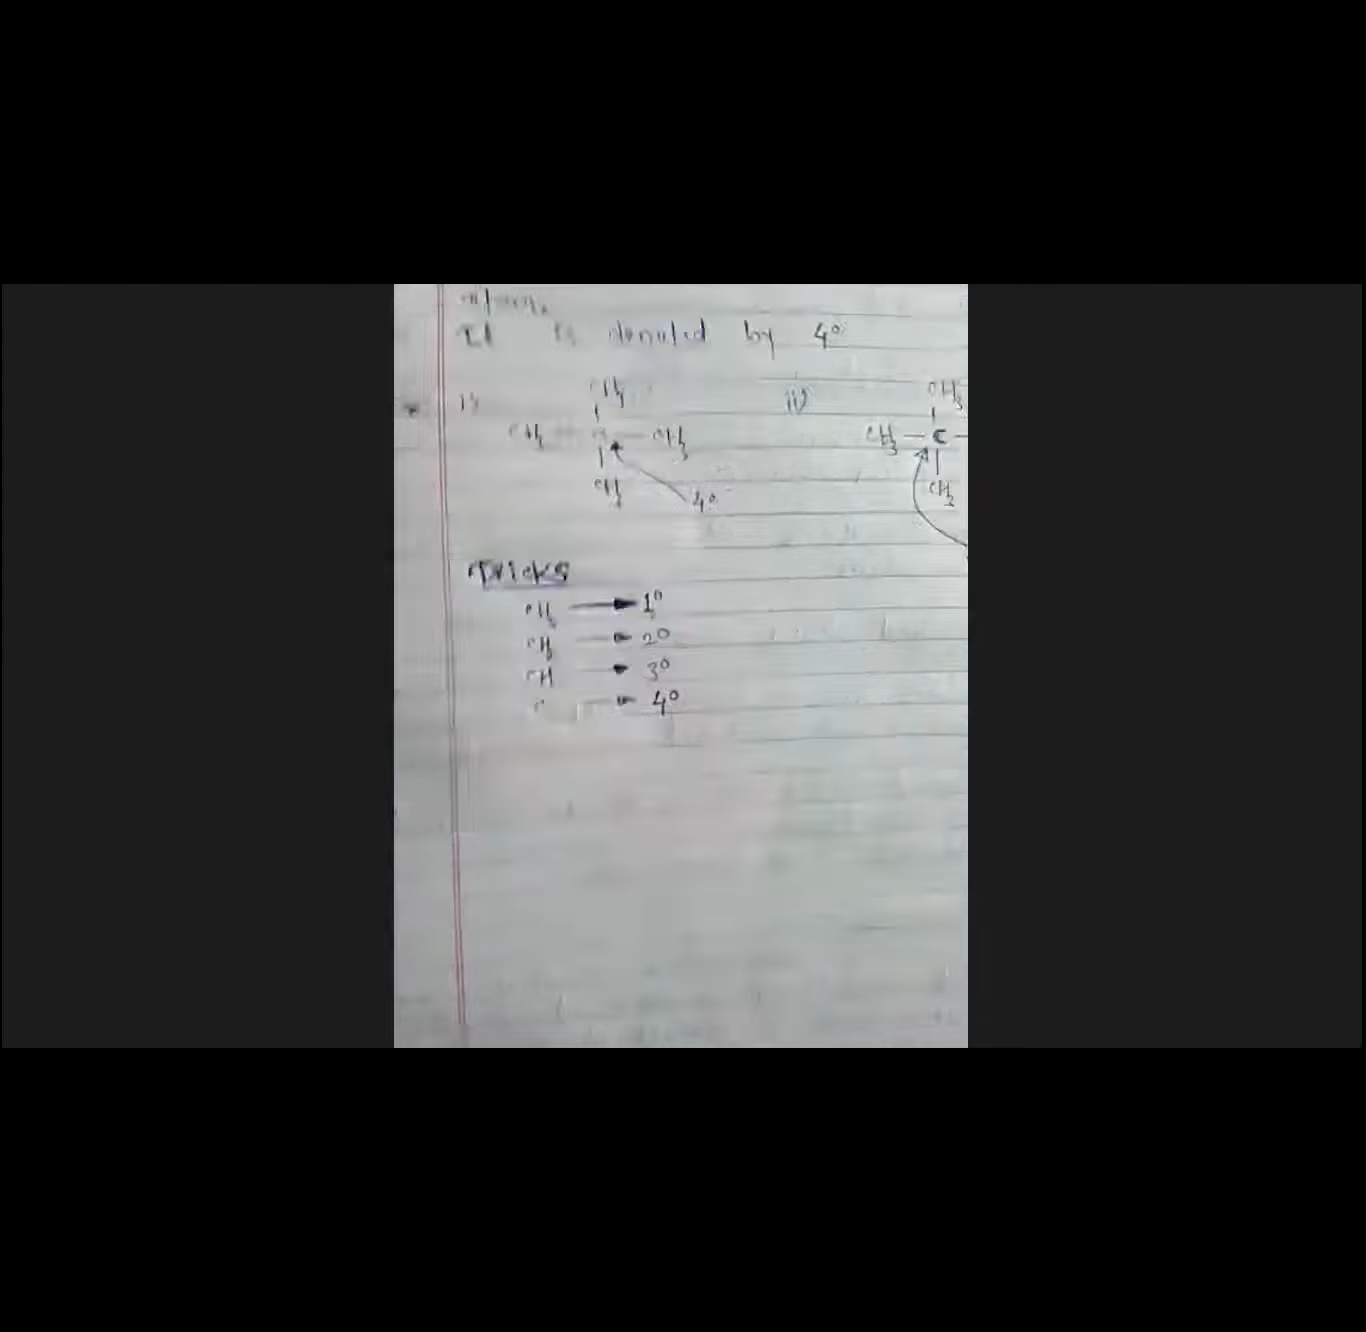 It is denoted by 4°
i) CH3 ii) CH3
CH3 — C — CH3 CH3 — C —
CH3 CH3
4°
Tricks
CH3 → 1°
CH2 → 2°
CH → 3°
C → 4°